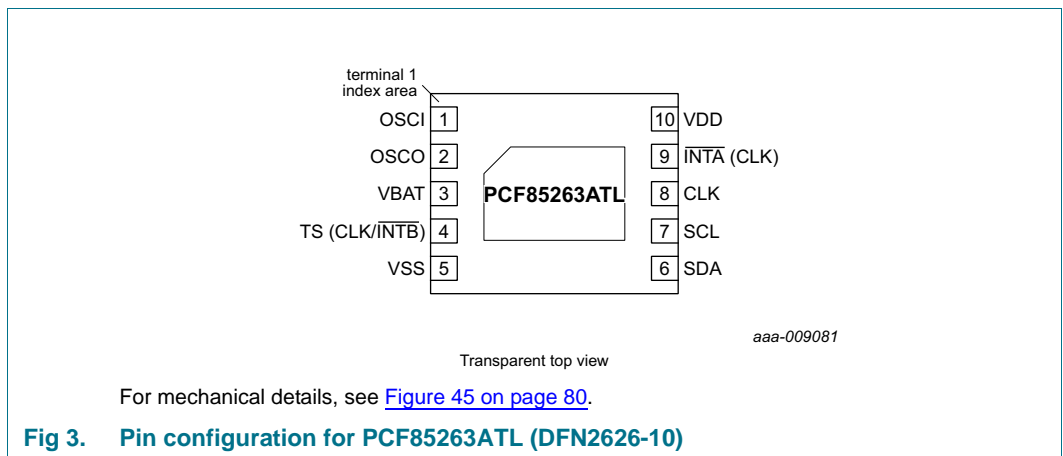 terminal 1
index area
OSCI 1
10 VDD
OSCO 2
9 INTA (CLK)
VBAT 3
PCF85263ATL
8 CLK
TS (CLK/INTB) 4
7 SCL
VSS 5
6 SDA
aaa-009081
Transparent top view
For mechanical details, see Figure 45 on page 80.
Fig 3. Pin configuration for PCF85263ATL (DFN2626-10)